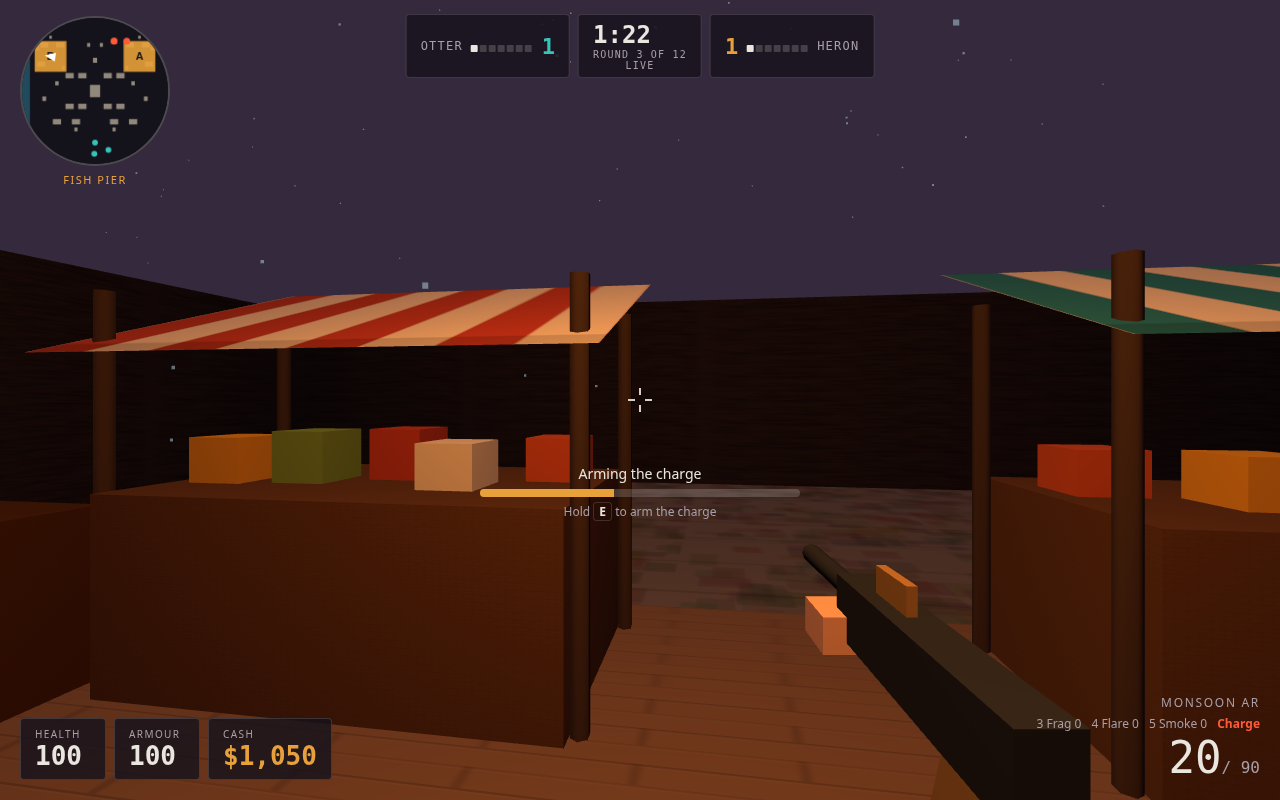 A
FISH PIER
OTTER 1
1:22
ROUND 3 OF 12
LIVE
1 HERON
Arming the charge
Hold E to arm the charge
HEALTH
100
ARMOUR
100
CASH
$1,050
MONSOON AR
3 Frag 0 4 Flare 0 5 Smoke 0 Charge
20 / 90